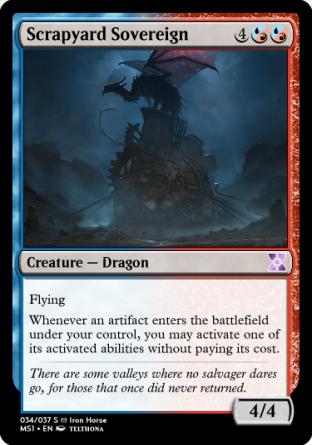 Scrapyard Sovereign 4
Creature — Dragon
Flying
Whenever an artifact enters the battlefield
under your control, you may activate one of
its activated abilities without paying its cost.
There are some valleys where no salvager dares
go, for those that once did never returned.
034/037 S Iron Horse
MS1 • EN TELTHONA
4/4